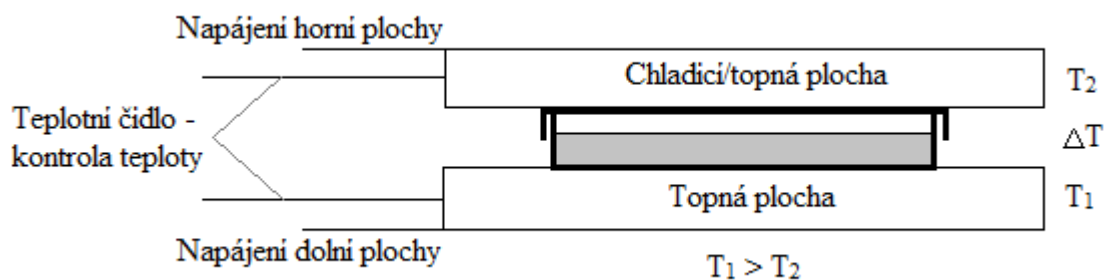 Napájení horní plochy
Chladicí/topná plocha
T₂
Teplotní čidlo -
kontrola teploty
△T
Topná plocha
T₁
Napájení dolní plochy
T₁ > T₂